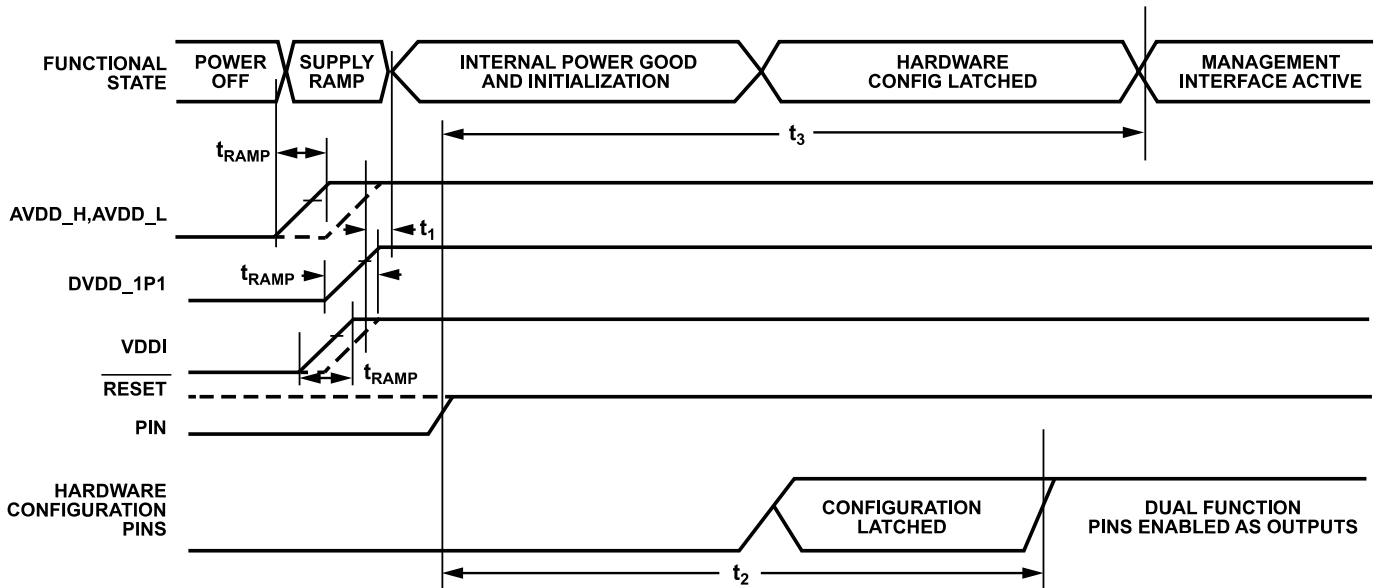 FUNCTIONAL
STATE
POWER
OFF
SUPPLY
RAMP
INTERNAL POWER GOOD
AND INITIALIZATION
HARDWARE
CONFIG LATCHED
MANAGEMENT
INTERFACE ACTIVE
t3
tRAMP
AVDD_H,AVDD_L
t1
tRAMP
DVDD_1P1
VDDI
tRAMP
RESET
PIN
HARDWARE
CONFIGURATION
PINS
CONFIGURATION
LATCHED
DUAL FUNCTION
PINS ENABLED AS OUTPUTS
t2